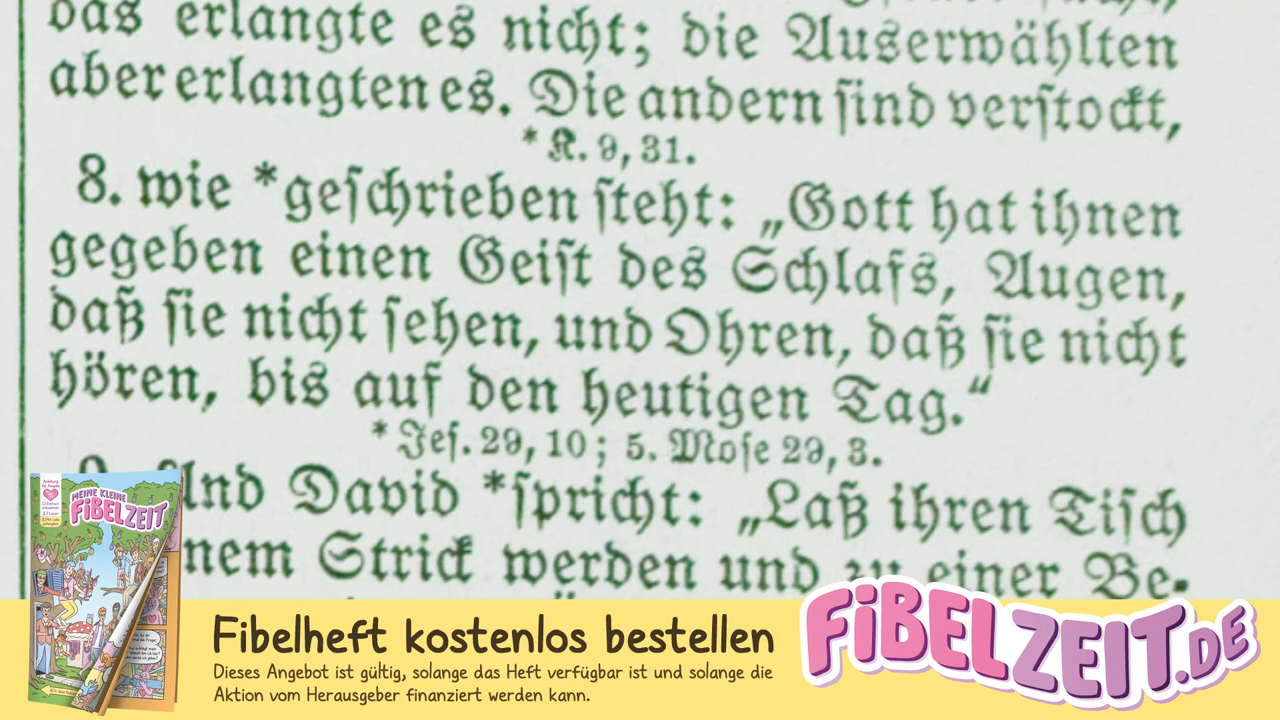 das erlangte es nicht; die Auserwählten
aber erlangten es. Die andern sind verstockt,
* K. 9, 31.
8. wie *geschrieben steht: „Gott hat ihnen
gegeben einen Geist des Schlafs, Augen,
daß sie nicht sehen, und Ohren, daß sie nicht
hören, bis auf den heutigen Tag.“
* Jes. 29, 10; 5. Mose 29, 3.
Und David *spricht: „Laß ihren Tisch
Strick werden und zu einer Be-
MEINE KLEINE
FiBELZEIT
Fibelheft kostenlos bestellen
Dieses Angebot ist gültig, solange das Heft verfügbar ist und solange die
Aktion vom Herausgeber finanziert werden kann.
FiBELZEIT.DE